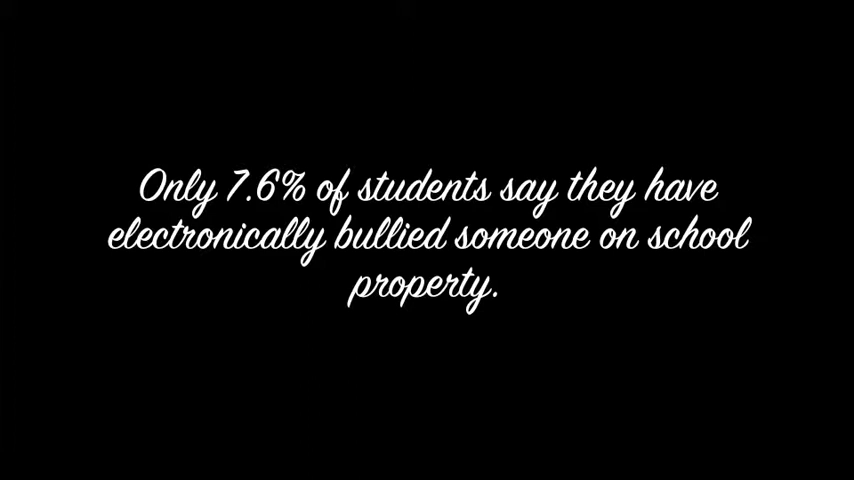 Only 7.6% of students say they have
electronically bullied someone on school
property.